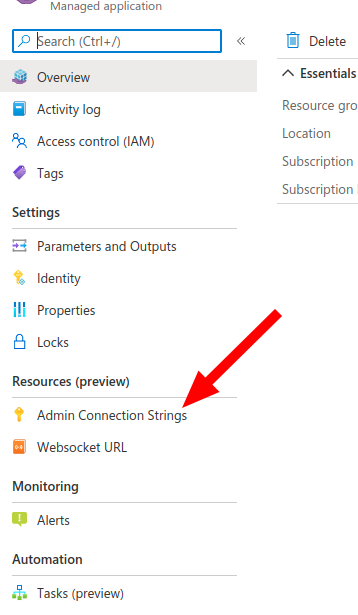 Managed application
Search (Ctrl+/)
«
Delete
Overview
Essentials
Activity log
Resource gro
Access control (IAM)
Location
Tags
Subscription
Subscription
Settings
Parameters and Outputs
Identity
Properties
Locks
Resources (preview)
Admin Connection Strings
Websocket URL
Monitoring
Alerts
Automation
Tasks (preview)